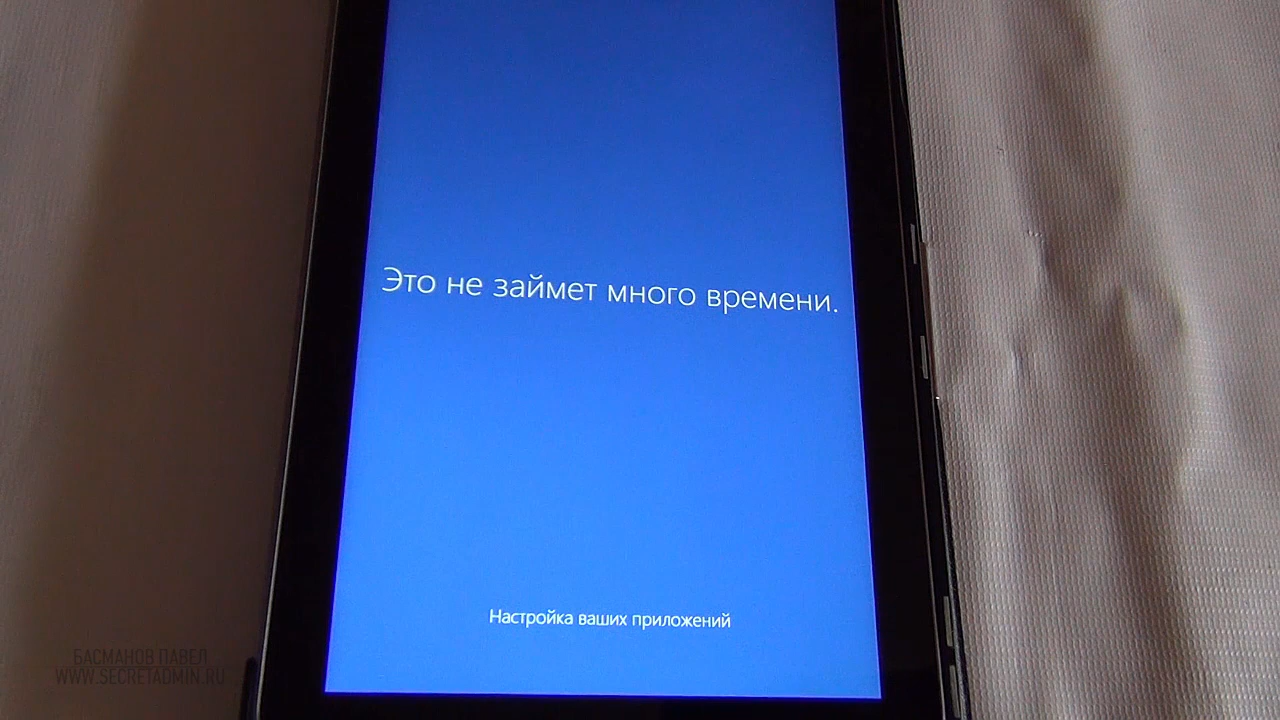 Это не займет много времени.
Настройка ваших приложений
БАСМАНОВ ПАВЕЛ
WWW.SECRETADMIN.RU